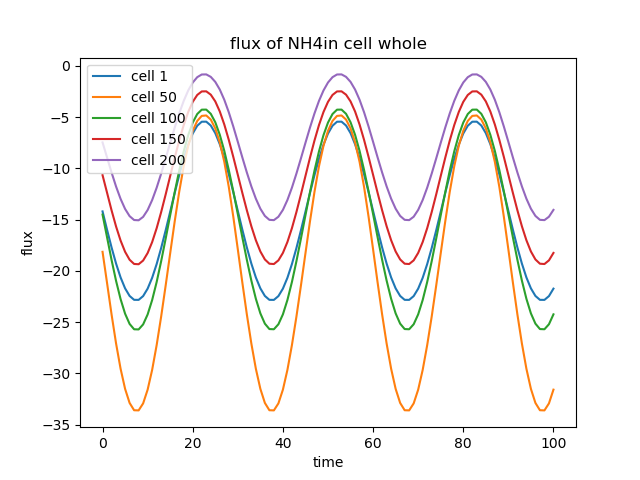 flux of NH4in cell whole
cell 1
cell 50
cell 100
cell 150
cell 200
0
−5
−10
−15
−20
−25
−30
−35
flux
0
20
40
60
80
100
time